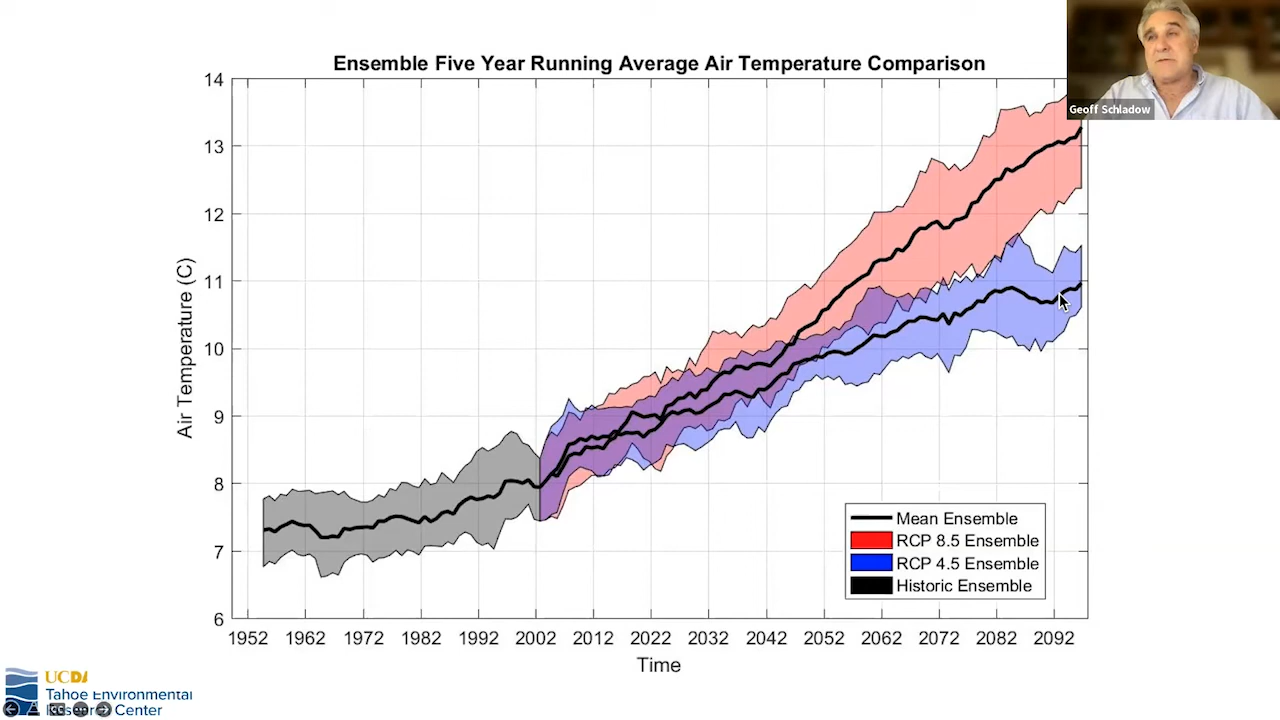 Ensemble Five Year Running Average Air Temperature Comparison
Geoff Schladow
14
13
12
11
10
9
8
7
6
Air Temperature (C)
Mean Ensemble
RCP 8.5 Ensemble
RCP 4.5 Ensemble
Historic Ensemble
1952 1962 1972 1982 1992 2002 2012 2022 2032 2042 2052 2062 2072 2082 2092
Time
Tahoe Environmental
Center